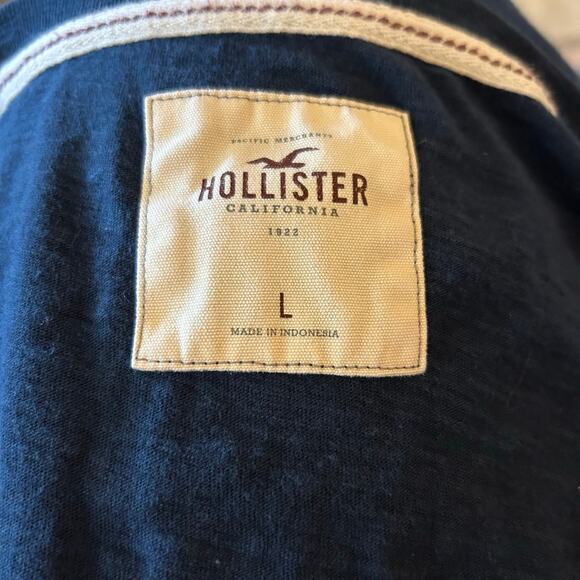 PACIFIC MERCHANTS
HOLLISTER
CALIFORNIA
1922
L
MADE IN INDONESIA